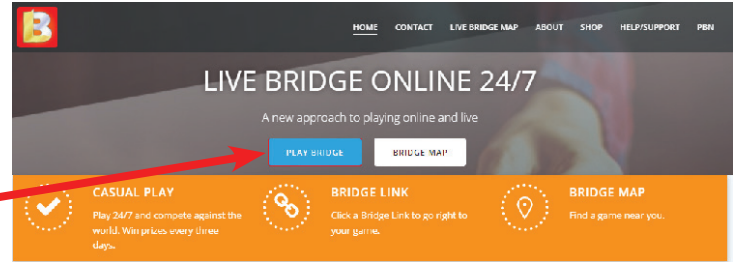 B
HOME CONTACT LIVE BRIDGE MAP ABOUT SHOP HELP/SUPPORT PBN
LIVE BRIDGE ONLINE 24/7
A new approach to playing online and live
PLAY BRIDGE BRIDGE MAP
CASUAL PLAY
Play 24/7 and compete against the
world. Win prizes every three
days.
BRIDGE LINK
Click a Bridge Link to go right to
your game.
BRIDGE MAP
Find a game near you.